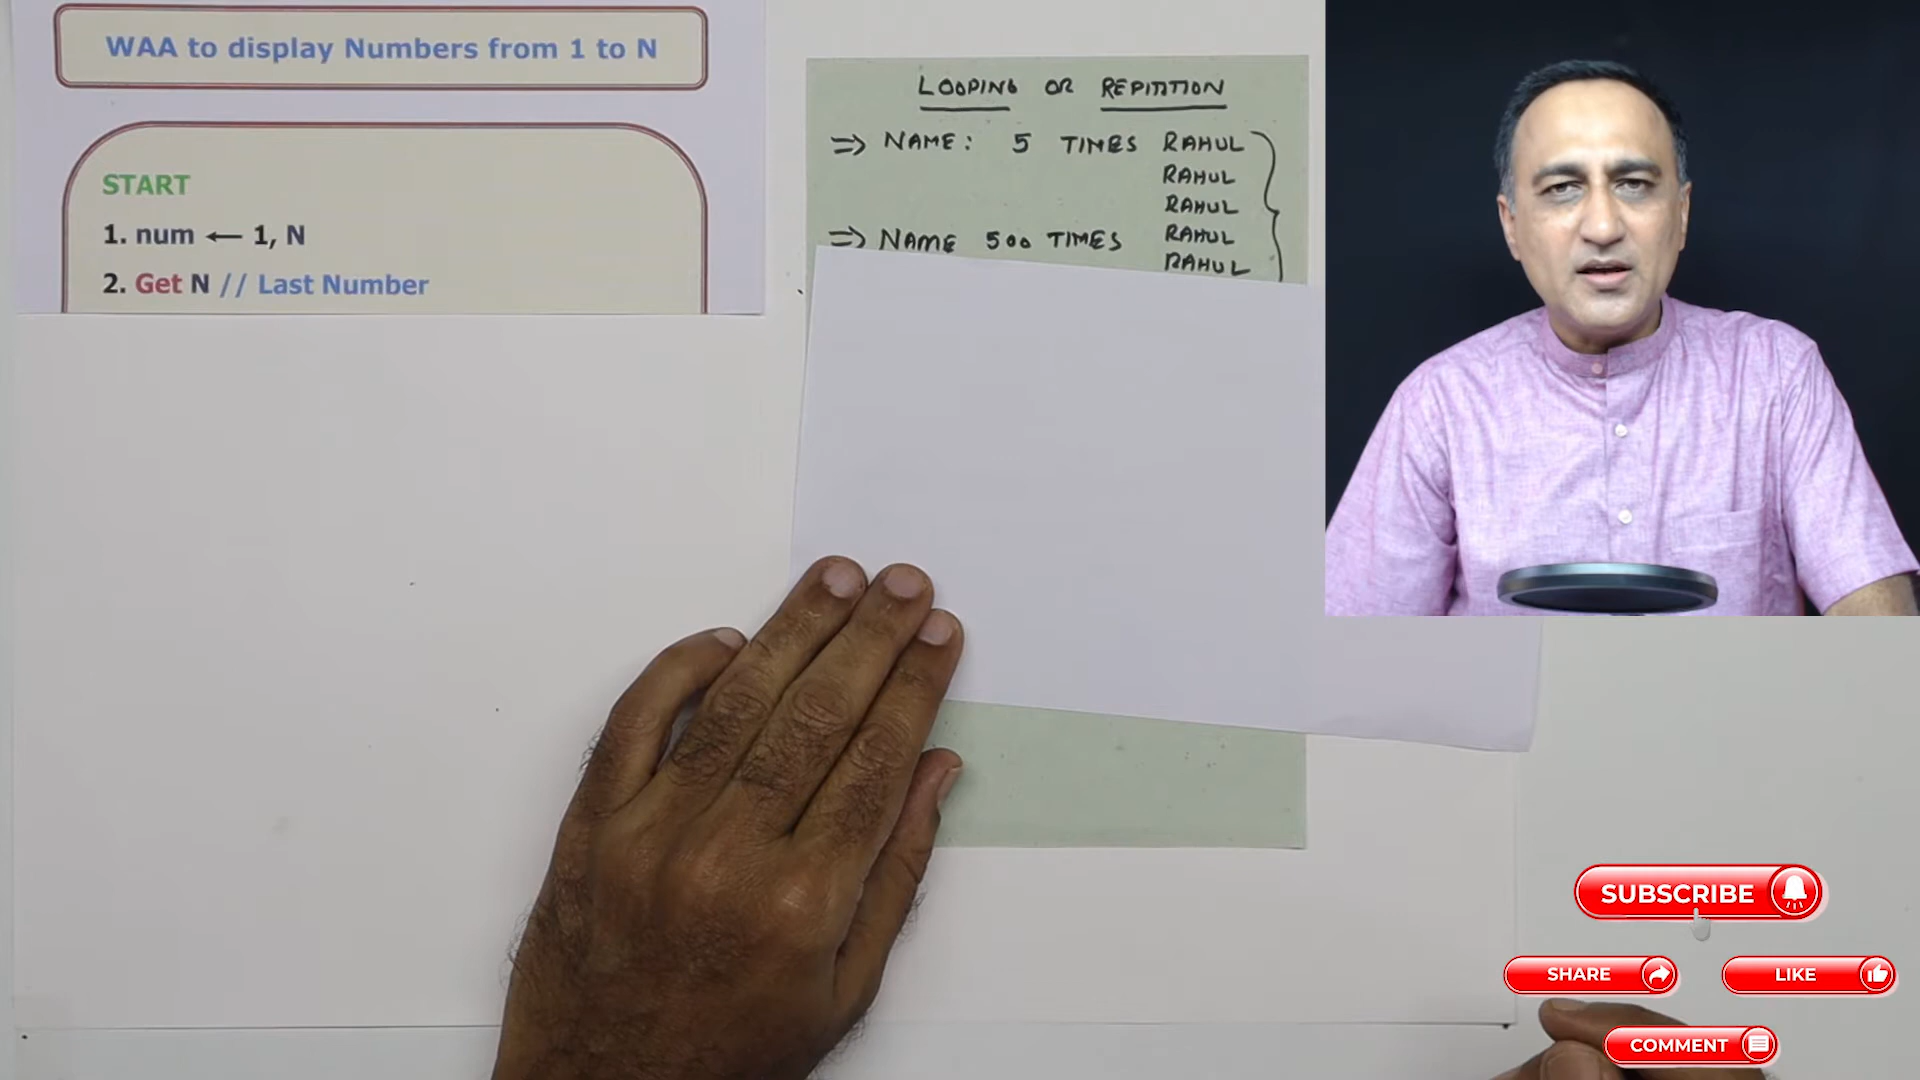 WAA to display Numbers from 1 to N
START
1. num ← 1, N
2. Get N // Last Number
LOOPING OR REPITITION
⇒ NAME: 5 TIMES RAHUL
RAHUL
RAHUL
⇒ NAME 500 TIMES RAHUL
RAHUL
SUBSCRIBE
SHARE
LIKE
COMMENT